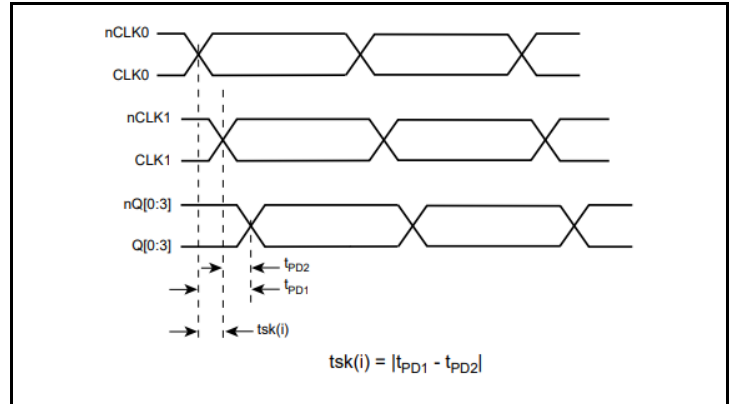 nCLK0
CLK0
nCLK1
CLK1
nQ[0:3]
Q[0:3]
tPD2
tPD1
tsk(i)
tsk(i) = |tPD1 - tPD2|